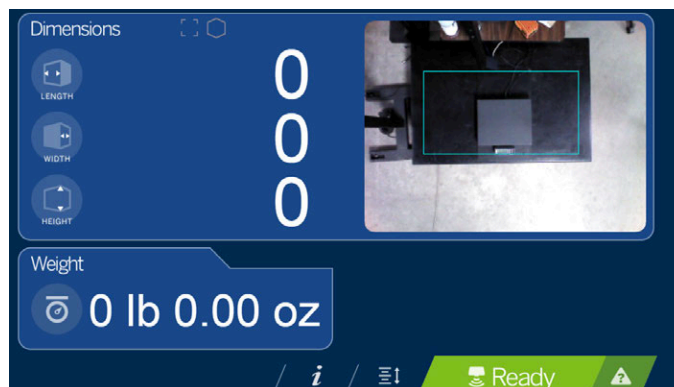 Dimensions
LENGTH
0
WIDTH
0
HEIGHT
0
Weight
0 lb 0.00 oz
i
Ready
?